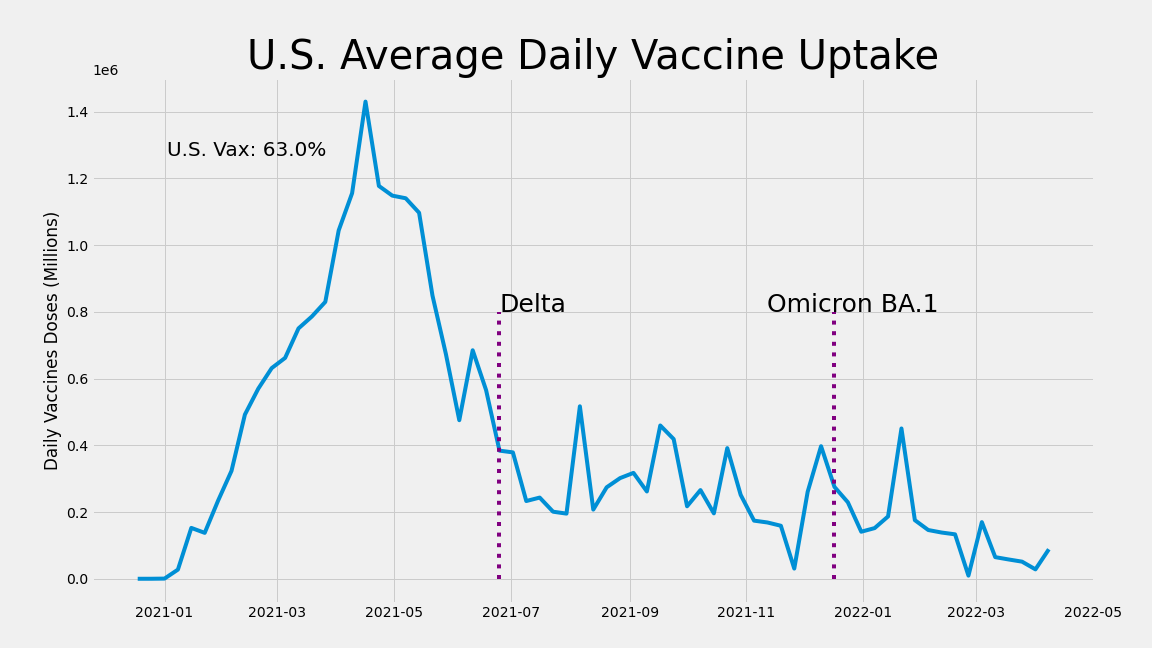 U.S. Average Daily Vaccine Uptake
1e6
1.4
U.S. Vax: 63.0%
1.2
Daily Vaccines Doses (Millions)
1.0
Delta
Omicron BA.1
0.8
0.6
0.4
0.2
0.0
2021-01 2021-03 2021-05 2021-07 2021-09 2021-11 2022-01 2022-03 2022-05